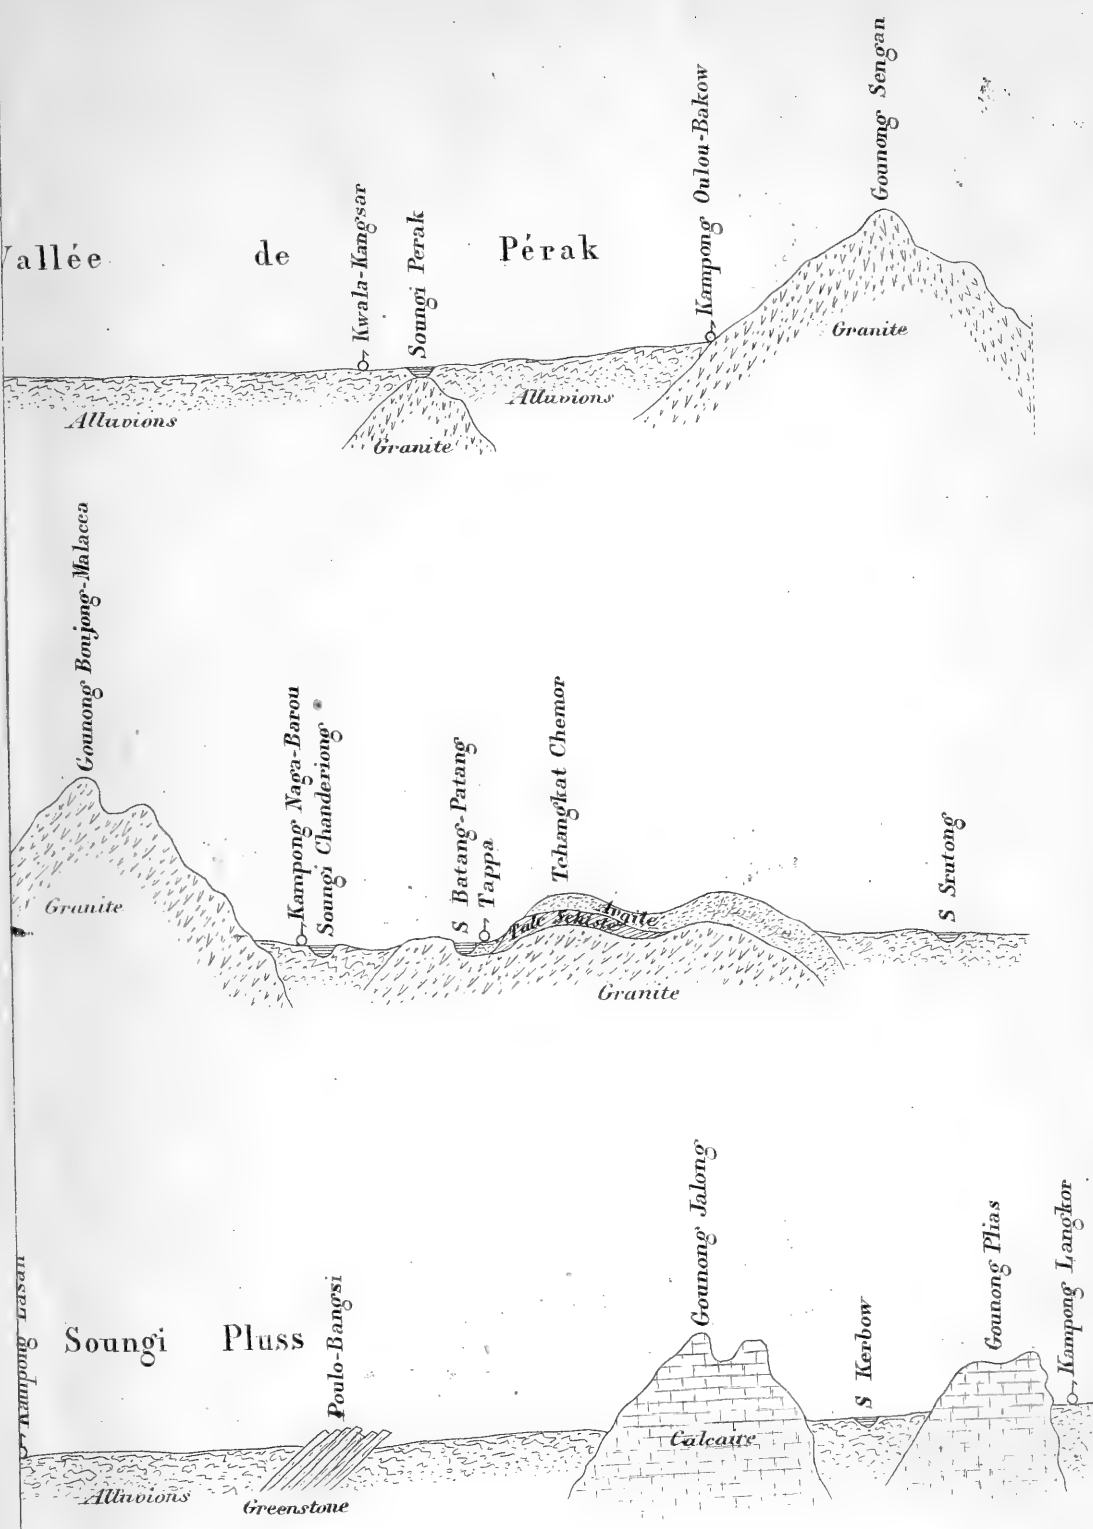 Vallée de Pérak
Kwala-Kangsar
Soungi Perak
Kampong Oulou-Bakow
Gounong Sengan
Alluvions
Granite
Alluvions
Granite
Gounong Boujong-Malacca
Kampong Naga-Barou
Soungi Chanderiong
S Batang-Patang
Tappa
Tchangkat Chemor
S Srutong
Granite
Talc Schiste
Argile
Granite
Kampong Lasan
Soungi Pluss
Poulo-Bangsi
Gounong Jalong
S Kerbow
Gounong Plias
Kampong Langkor
Alluvions
Greenstone
Calcaire